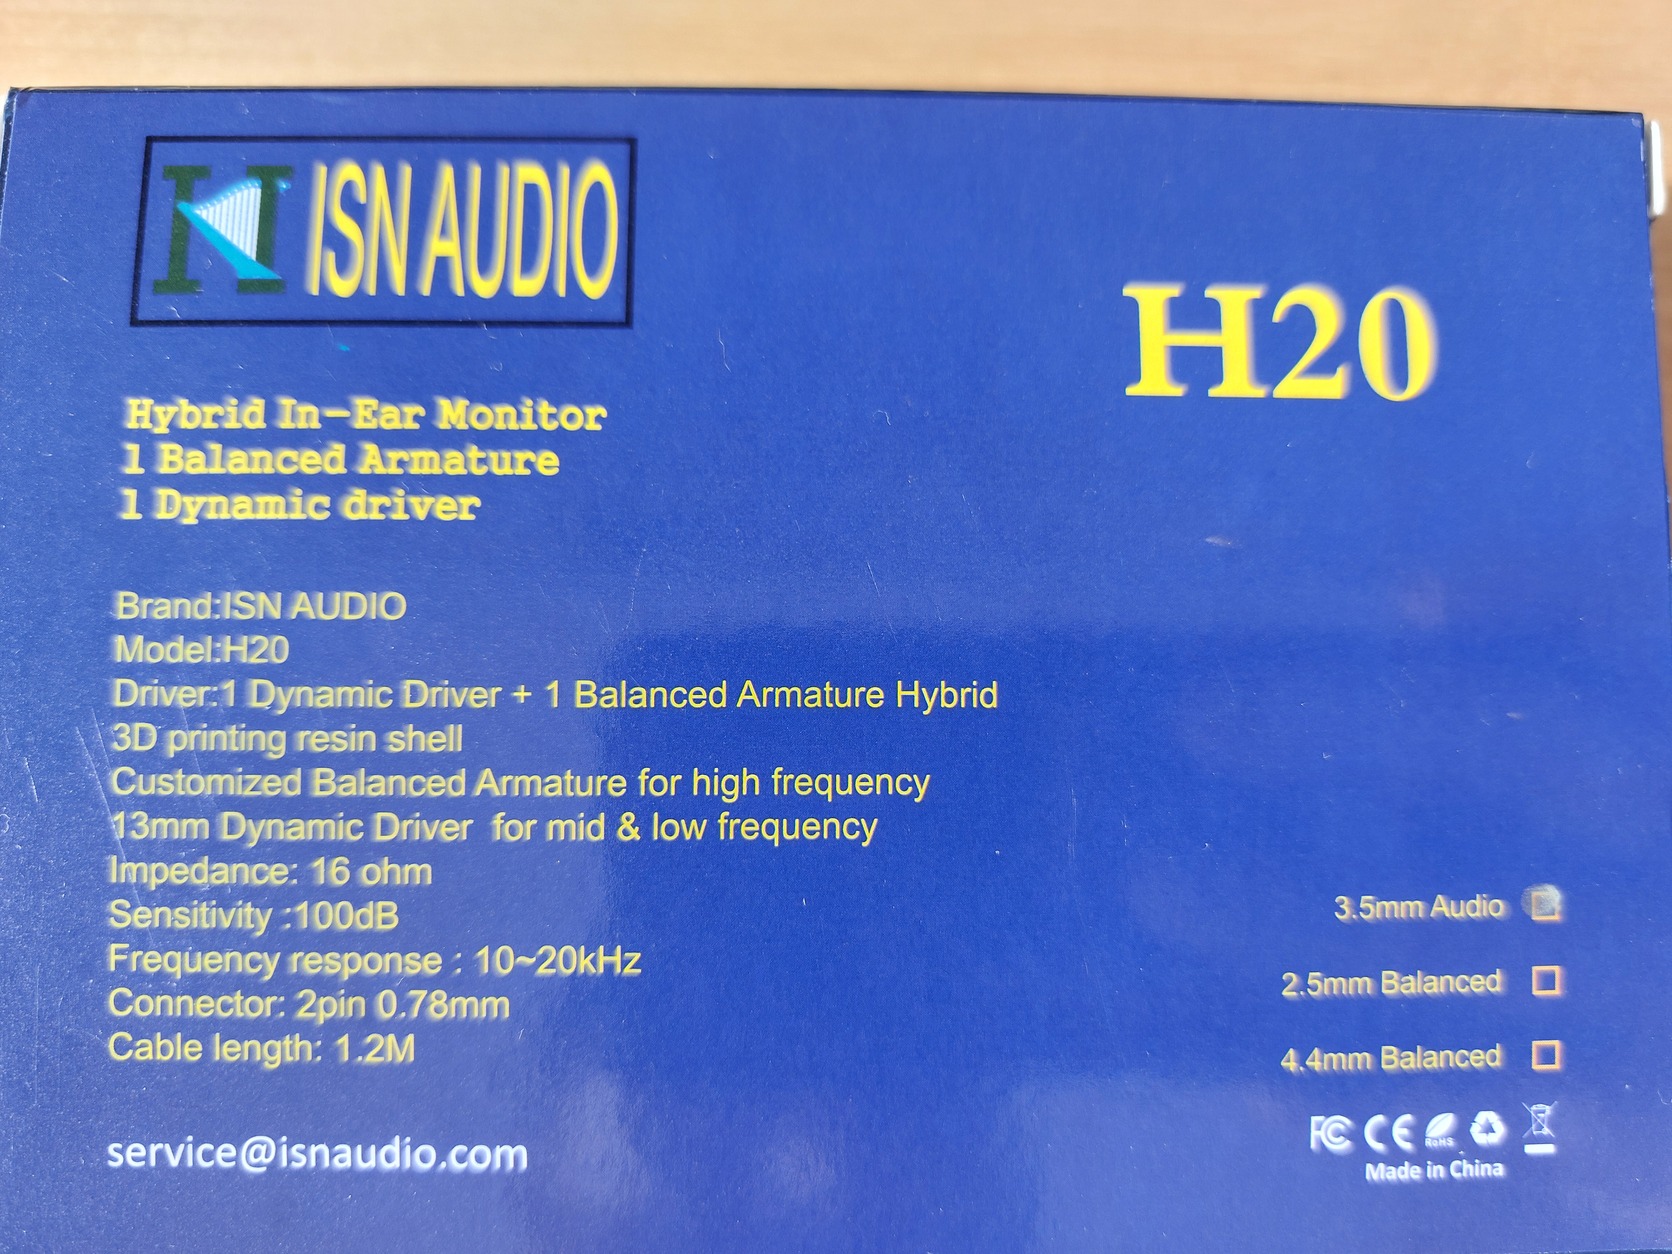 ISN AUDIO
H20
Hybrid In-Ear Monitor
1 Balanced Armature
1 Dynamic driver
Brand:ISN AUDIO
Model:H20
Driver:1 Dynamic Driver + 1 Balanced Armature Hybrid
3D printing resin shell
Customized Balanced Armature for high frequency
13mm Dynamic Driver for mid & low frequency
Impedance: 16 ohm
Sensitivity :100dB
Frequency response : 10~20kHz
Connector: 2pin 0.78mm
Cable length: 1.2M
service@isnaudio.com
3.5mm Audio
2.5mm Balanced
4.4mm Balanced
FC CE RoHS
Made in China